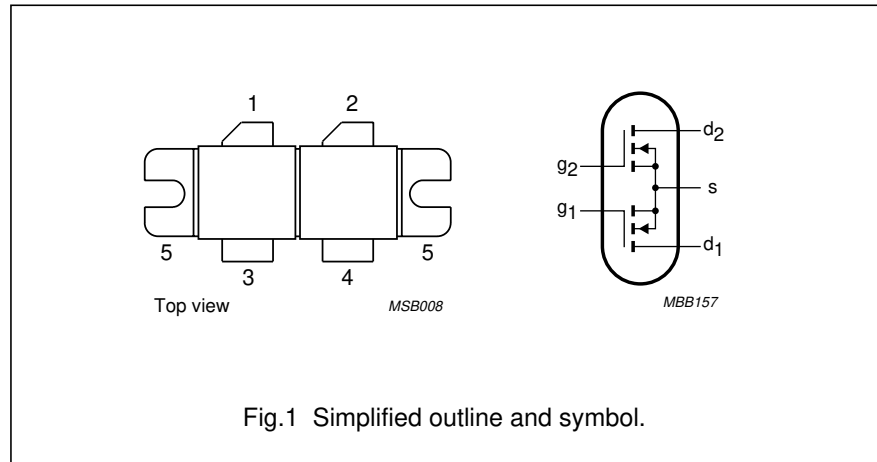 1 2
5 5
3 4
Top view MSB008
d2
g2
s
g1
d1
MBB157
Fig.1 Simplified outline and symbol.